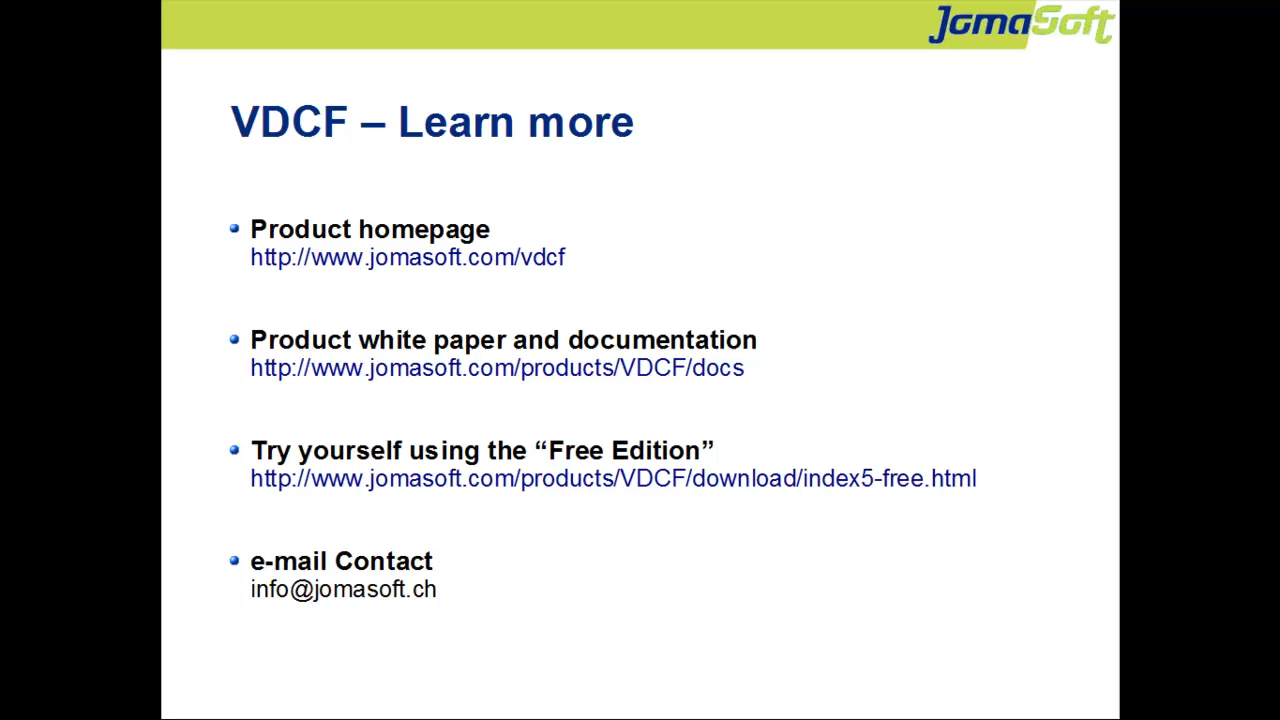 JomaSoft
VDCF – Learn more
Product homepage
http://www.jomasoft.com/vdcf
Product white paper and documentation
http://www.jomasoft.com/products/VDCF/docs
Try yourself using the “Free Edition”
http://www.jomasoft.com/products/VDCF/download/index5-free.html
e-mail Contact
info@jomasoft.ch